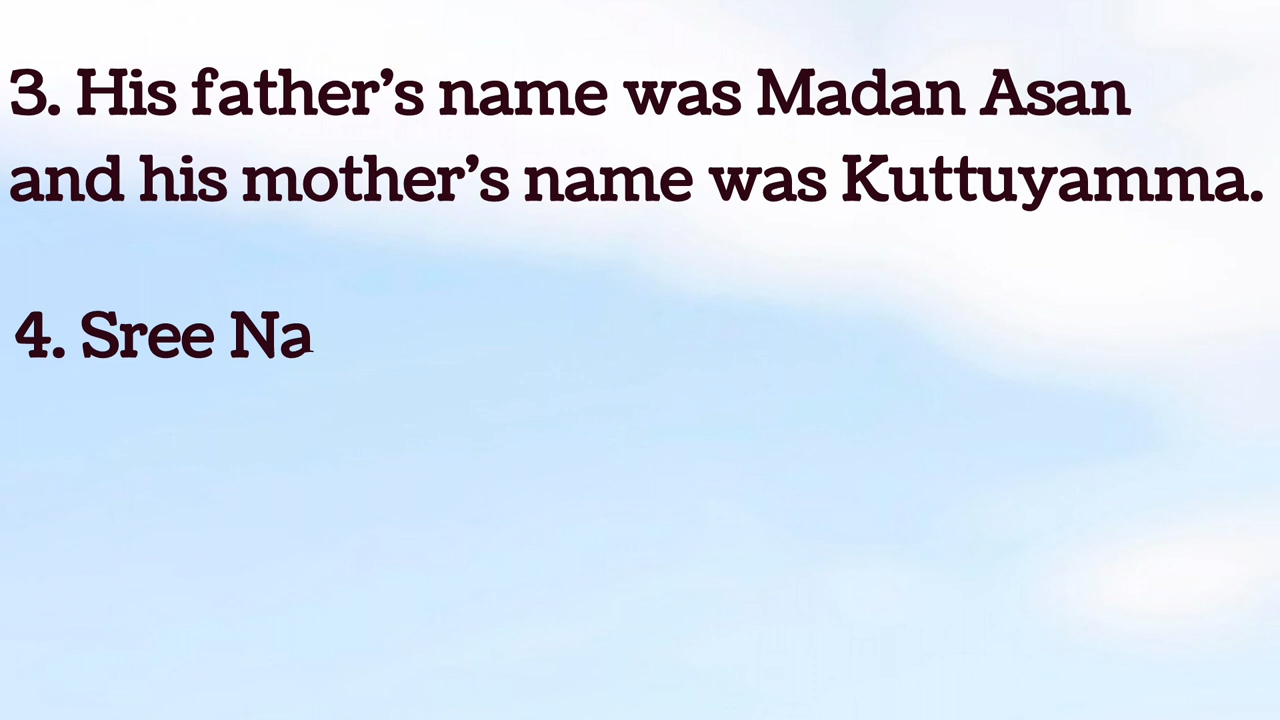 3. His father’s name was Madan Asan
and his mother’s name was Kuttuyamma.
4. Sree Na